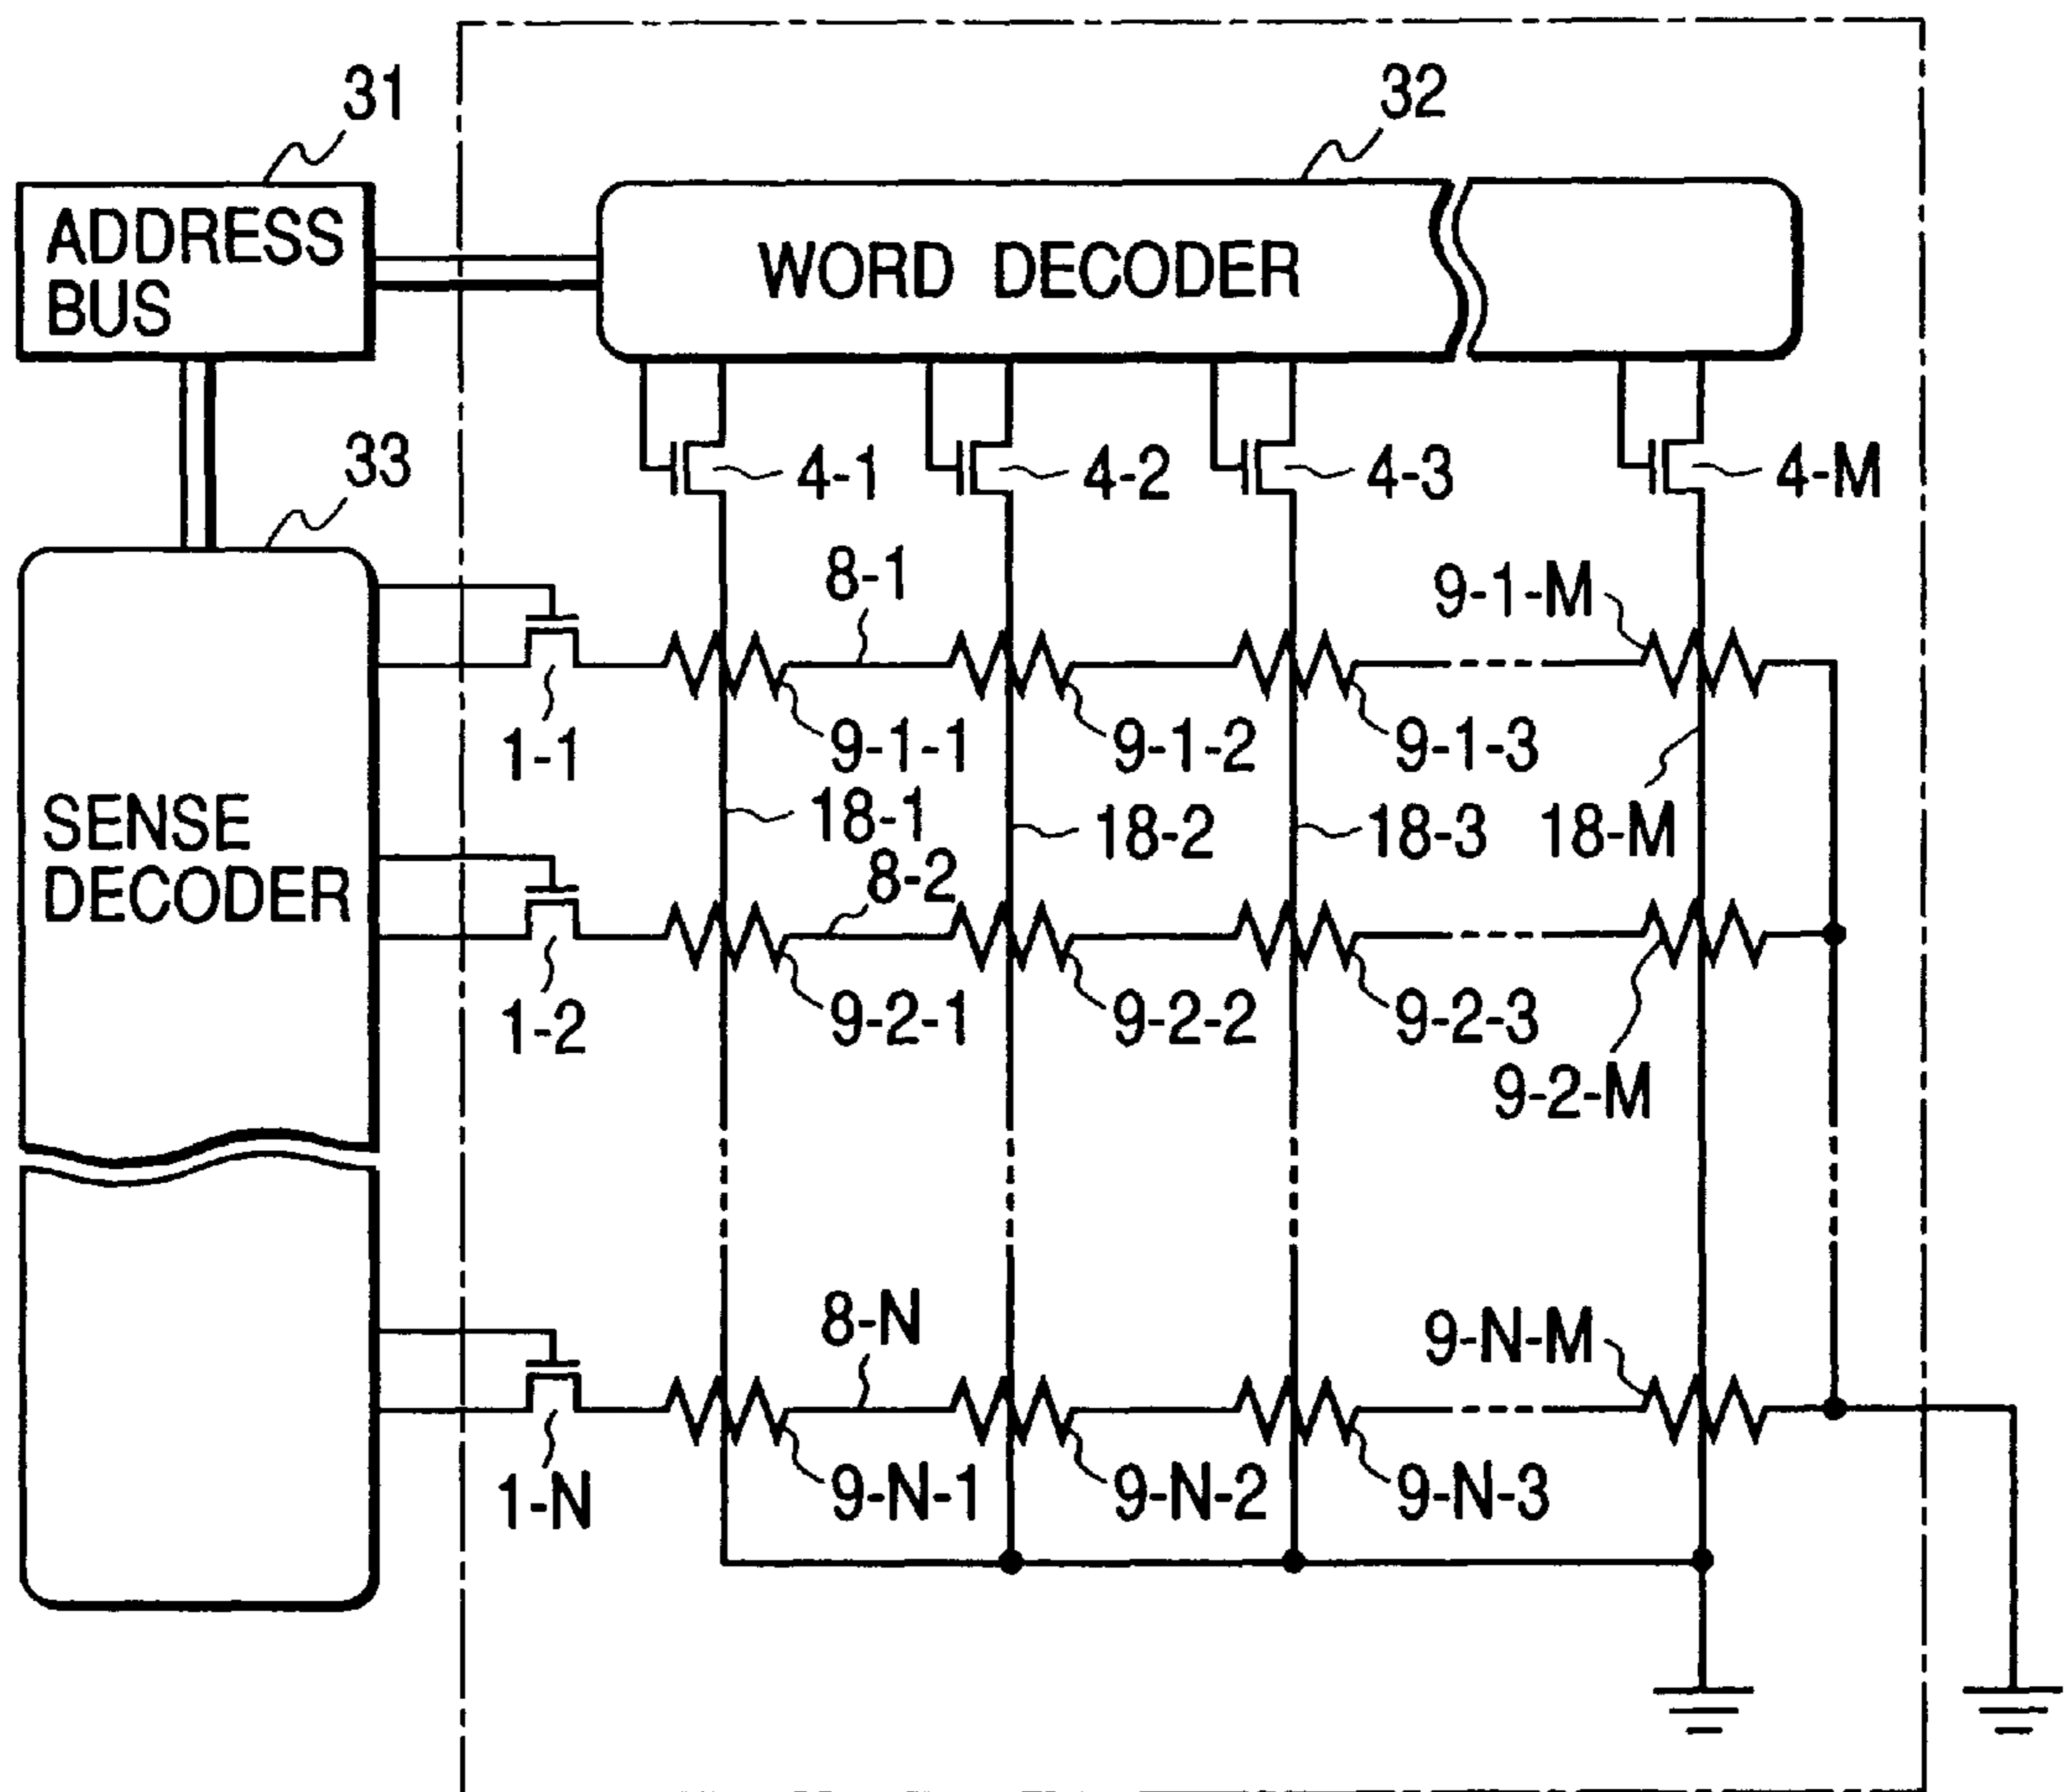 31
32
ADDRESS
BUS
WORD DECODER
33
4-1
4-2
4-3
4-M
8-1
9-1-M
1-1
9-1-1
9-1-2
9-1-3
SENSE
DECODER
18-1
18-2
18-3
18-M
8-2
1-2
9-2-1
9-2-2
9-2-3
9-2-M
8-N
9-N-M
1-N
9-N-1
9-N-2
9-N-3